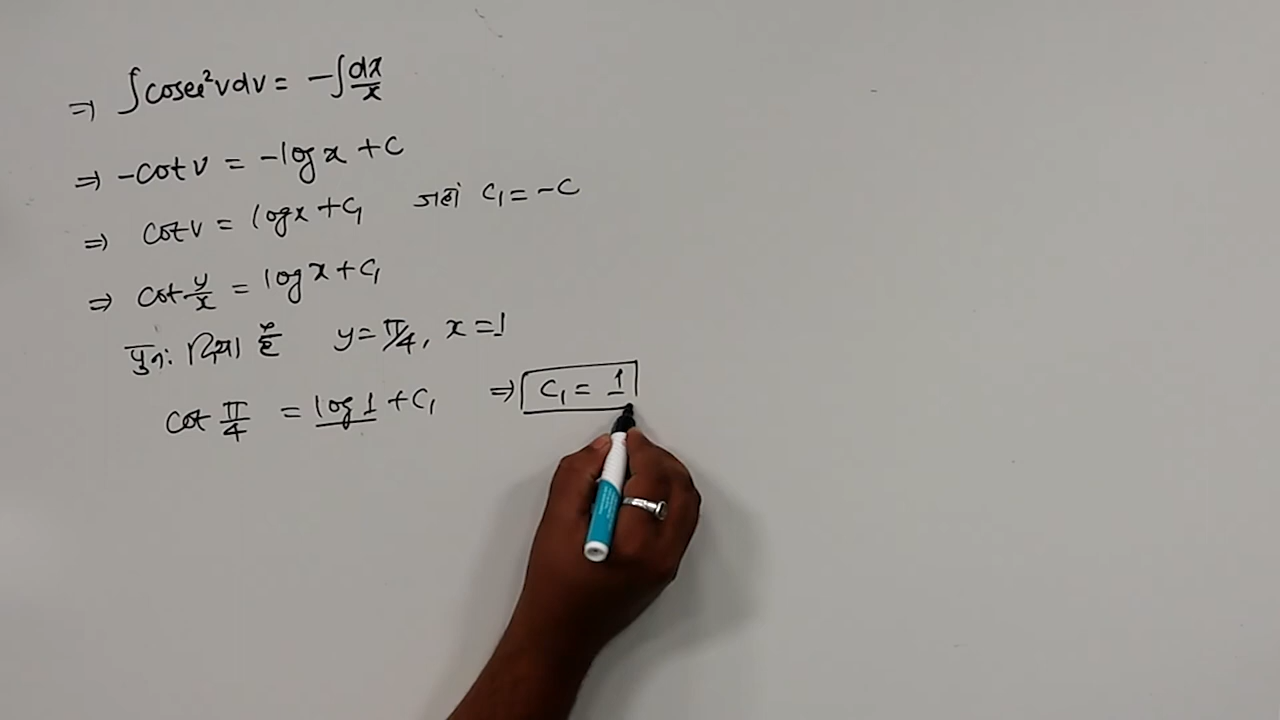 ⇒ ∫cosec²v dv = -∫dx/x
⇒ -cot v = -log x + C
⇒ cot v = log x + C₁ जहां C₁ = -C
⇒ cot y/x = log x + C₁
पुनः दिया है y = π/4, x = 1
cot π/4 = log 1 + C₁ ⇒ C₁ = 1